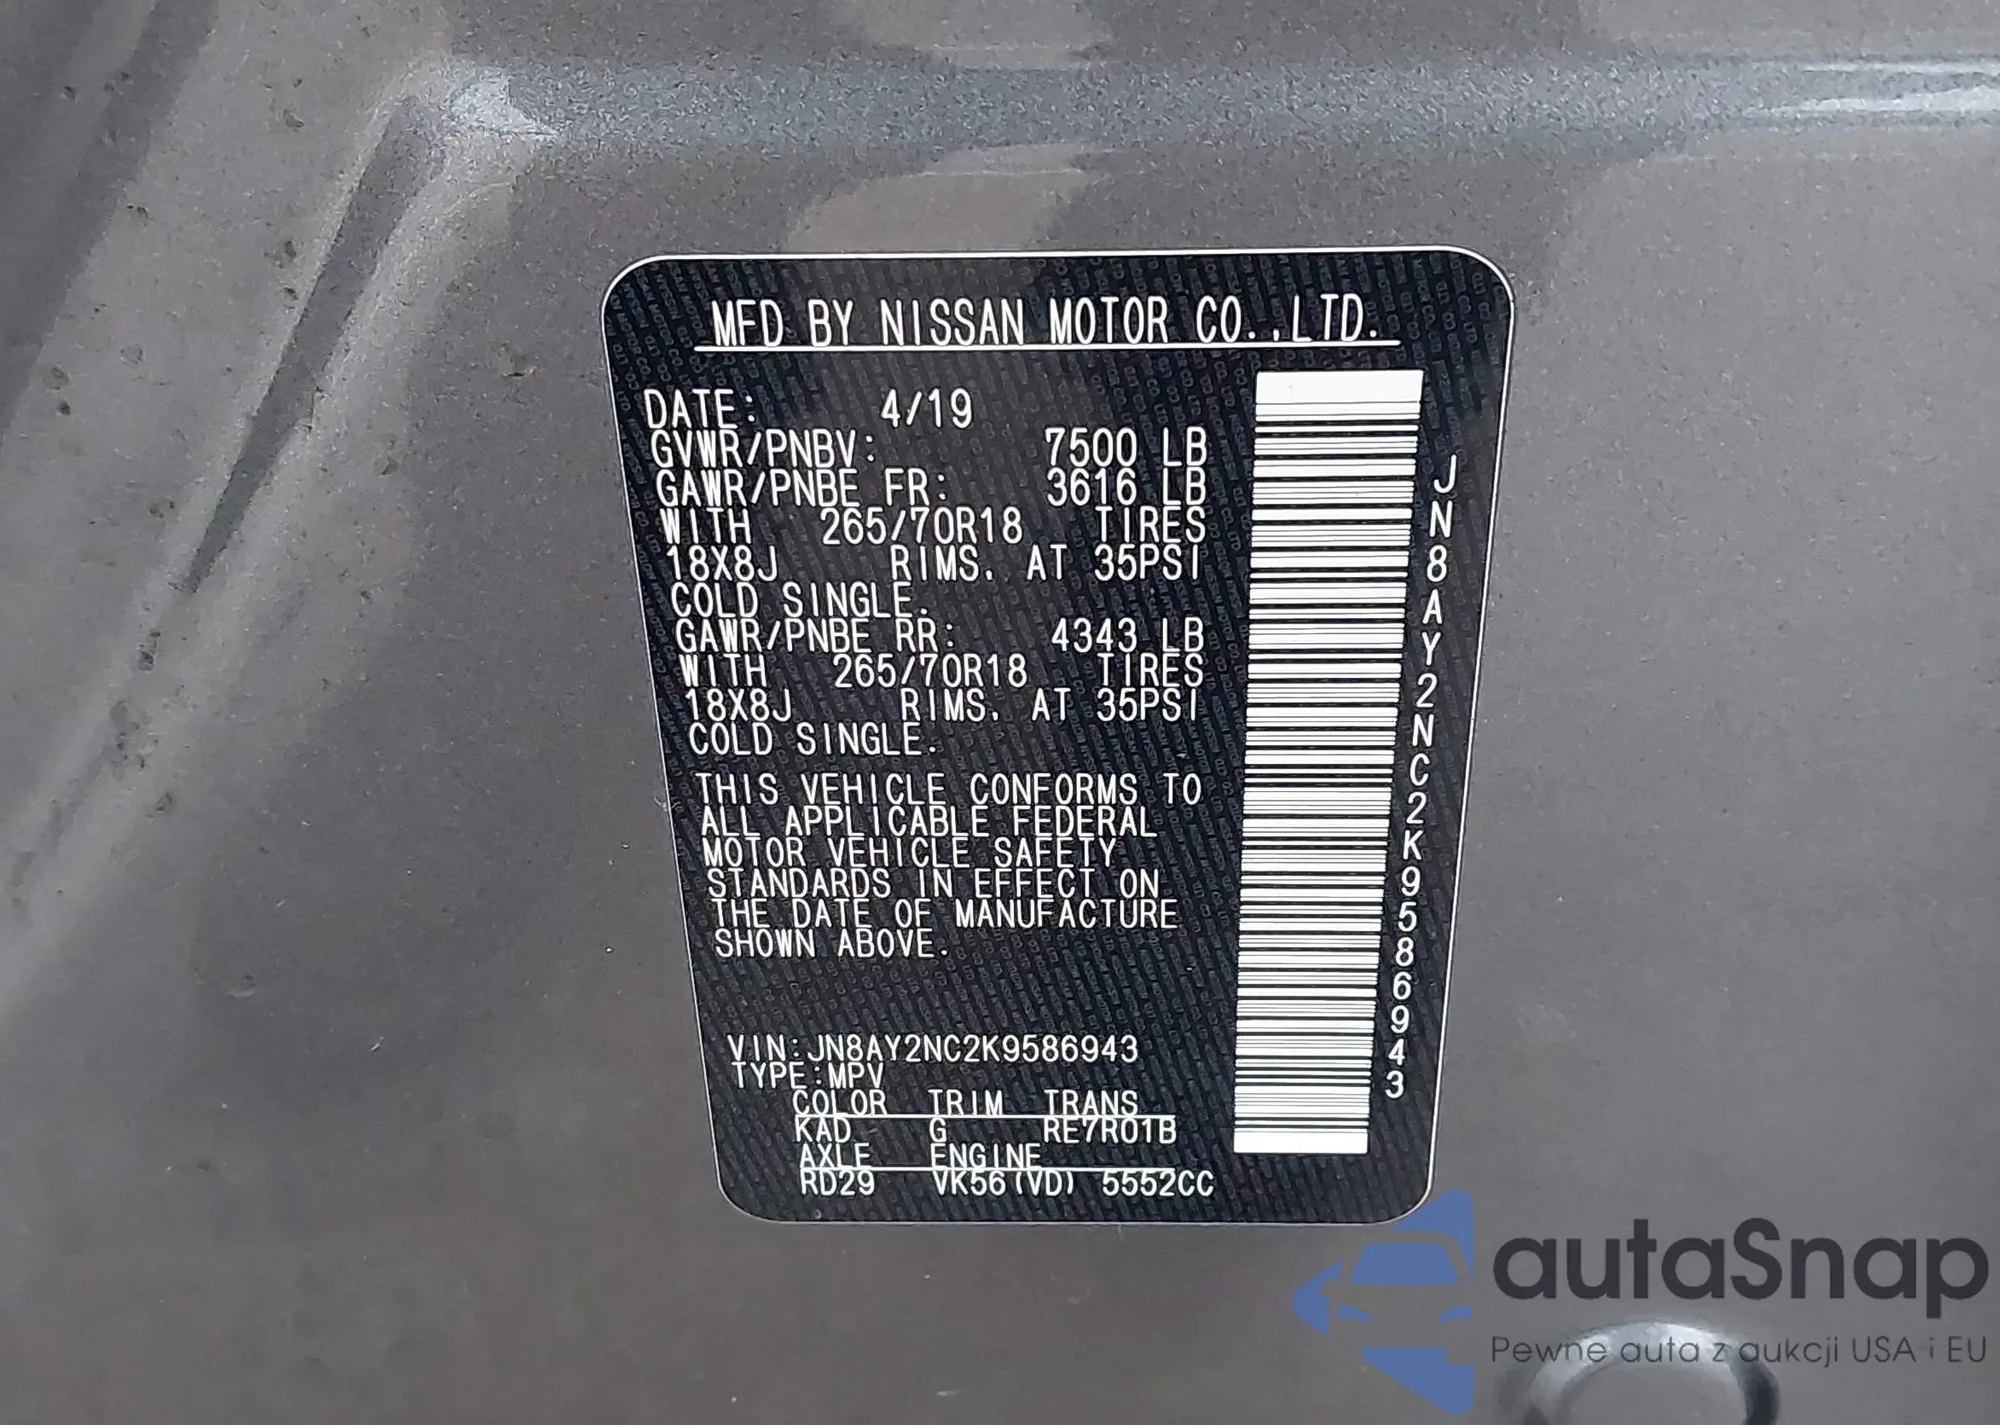 MFD BY NISSAN MOTOR CO.,LTD.
DATE: 4/19
GVWR/PNBV: 7500 LB
GAWR/PNBE FR: 3616 LB
WITH 265/70R18 TIRES
18X8J RIMS. AT 35PSI
COLD SINGLE.
GAWR/PNBE RR: 4343 LB
WITH 265/70R18 TIRES
18X8J RIMS. AT 35PSI
COLD SINGLE.
THIS VEHICLE CONFORMS TO
ALL APPLICABLE FEDERAL
MOTOR VEHICLE SAFETY
STANDARDS IN EFFECT ON
THE DATE OF MANUFACTURE
SHOWN ABOVE.
VIN:JN8AY2NC2K9586943
TYPE:MPV
COLOR TRIM TRANS
KAD G RE7R01B
AXLE ENGINE
RD29 VK56(VD) 5552CC
JN8AY2NC2K9586943
autaSnap
Pewne auta z aukcji USA i EU